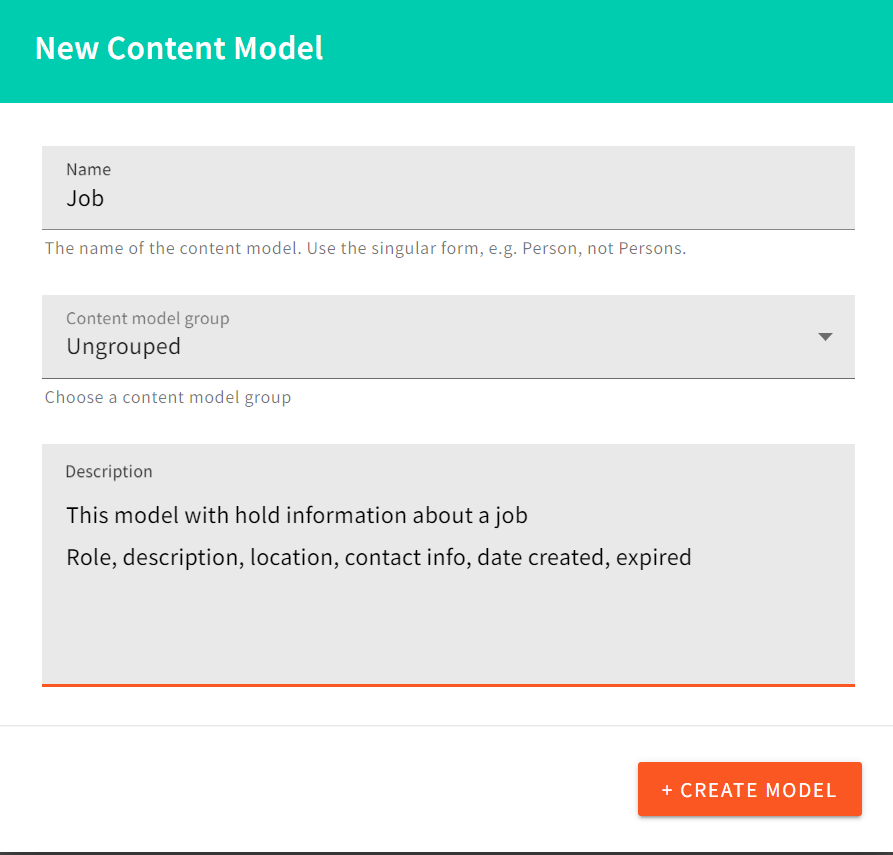 New Content Model
Name
Job
The name of the content model. Use the singular form, e.g. Person, not Persons.
Content model group
Ungrouped
Choose a content model group
Description
This model with hold information about a job
Role, description, location, contact info, date created, expired
+ CREATE MODEL